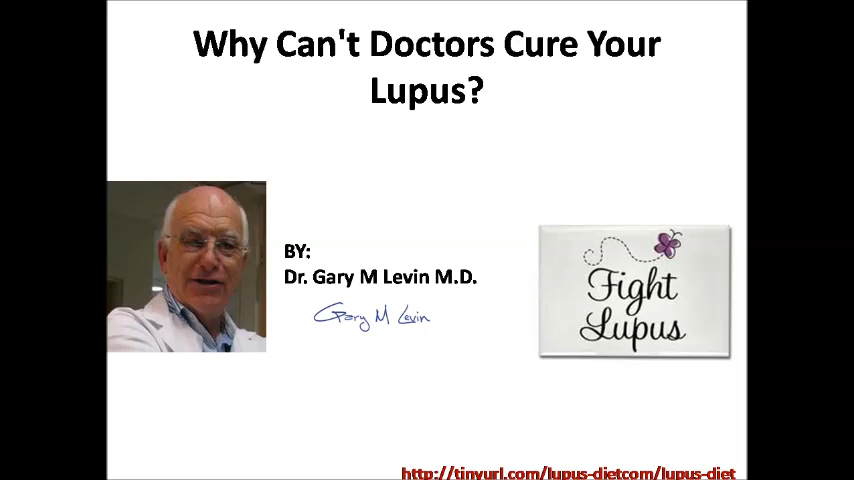 Why Can't Doctors Cure Your
Lupus?
BY:
Dr. Gary M Levin M.D.
Gary M Levin
Fight
Lupus
http://tinyurl.com/lupus-dietcom/lupus-diet